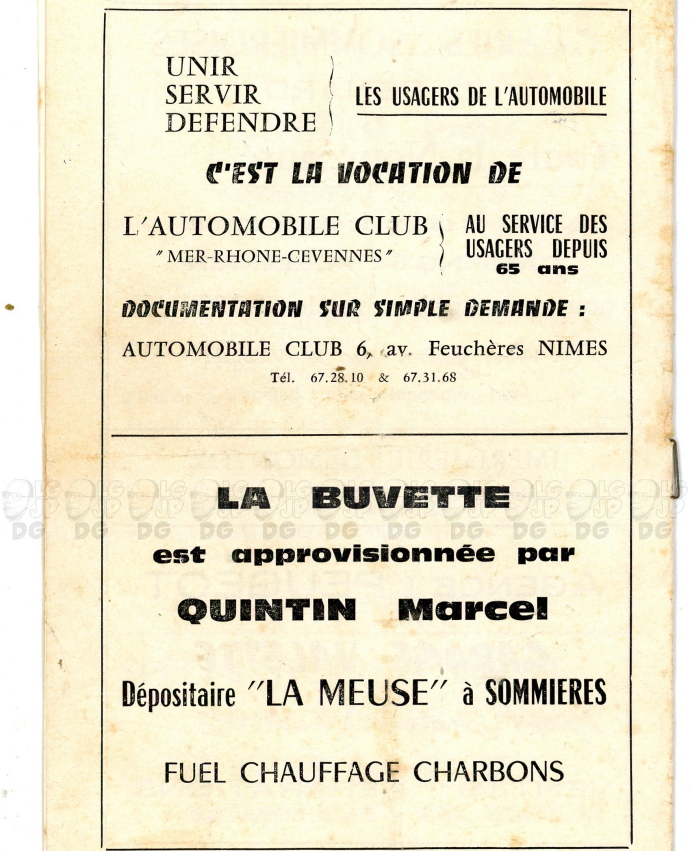 UNIR
SERVIR
DEFENDRE
LES USAGERS DE L'AUTOMOBILE
C'EST LA VOCATION DE
L'AUTOMOBILE CLUB
"MER-RHONE-CEVENNES"
AU SERVICE DES
USAGERS DEPUIS
65 ans
DOCUMENTATION SUR SIMPLE DEMANDE :
AUTOMOBILE CLUB 6, av. Feuchères NIMES
Tél. 67.28.10 & 67.31.68
LA BUVETTE
est approvisionnée par
QUINTIN Marcel
Dépositaire "LA MEUSE" à SOMMIERES
FUEL CHAUFFAGE CHARBONS